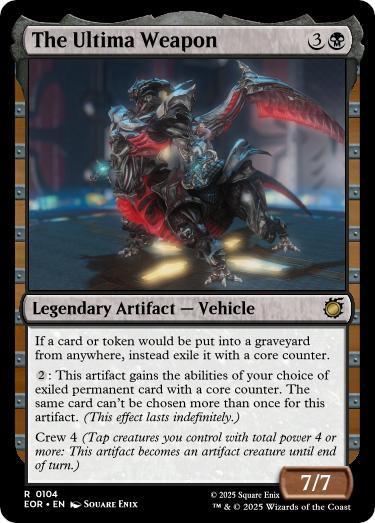 The Ultima Weapon 3
Legendary Artifact — Vehicle
If a card or token would be put into a graveyard
from anywhere, instead exile it with a core counter.
2: This artifact gains the abilities of your choice of
exiled permanent card with a core counter. The
same card can't be chosen more than once for this
artifact. (This effect lasts indefinitely.)
Crew 4 (Tap creatures you control with total power 4 or
more: This artifact becomes an artifact creature until end
of turn.)
7/7
R 0104 © 2025 Square Enix
EOR • EN SQUARE ENIX ™ & © 2025 Wizards of the Coast